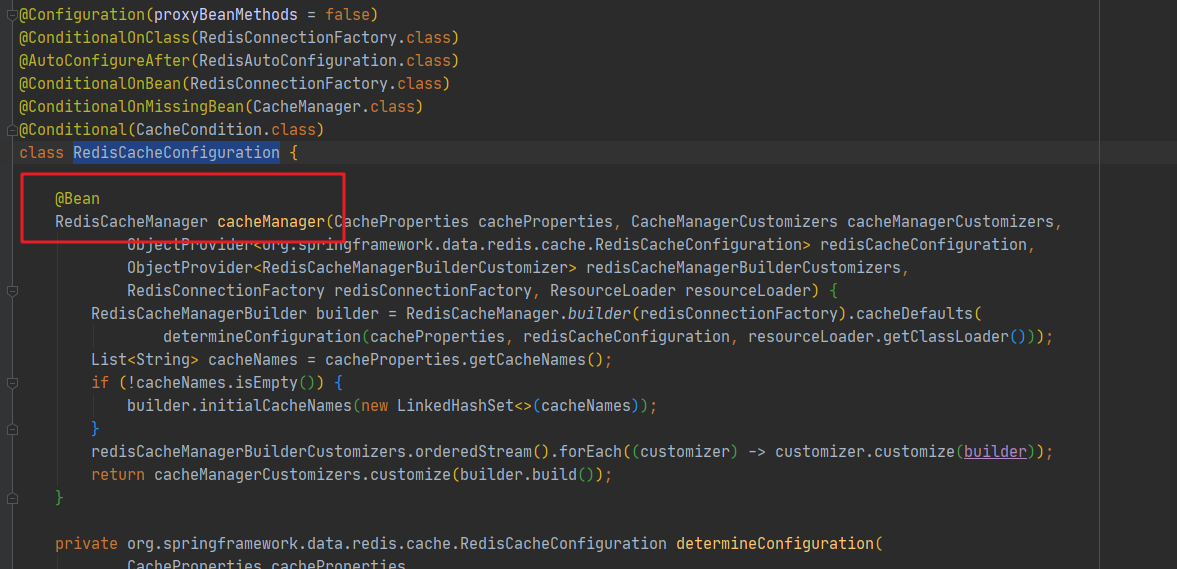 @Configuration(proxyBeanMethods = false)
@ConditionalOnClass(RedisConnectionFactory.class)
@AutoConfigureAfter(RedisAutoConfiguration.class)
@ConditionalOnBean(RedisConnectionFactory.class)
@ConditionalOnMissingBean(CacheManager.class)
@Conditional(CacheCondition.class)
class RedisCacheConfiguration {
@Bean
RedisCacheManager cacheManager(CacheProperties cacheProperties, CacheManagerCustomizers cacheManagerCustomizers,
ObjectProvider<org.springframework.data.redis.cache.RedisCacheConfiguration> redisCacheConfiguration,
ObjectProvider<RedisCacheManagerBuilderCustomizer> redisCacheManagerBuilderCustomizers,
RedisConnectionFactory redisConnectionFactory, ResourceLoader resourceLoader) {
RedisCacheManagerBuilder builder = RedisCacheManager.builder(redisConnectionFactory).cacheDefaults(
determineConfiguration(cacheProperties, redisCacheConfiguration, resourceLoader.getClassLoader()));
List<String> cacheNames = cacheProperties.getCacheNames();
if (!cacheNames.isEmpty()) {
builder.initialCacheNames(new LinkedHashSet<>(cacheNames));
}
redisCacheManagerBuilderCustomizers.orderedStream().forEach((customizer) -> customizer.customize(builder));
return cacheManagerCustomizers.customize(builder.build());
}
private org.springframework.data.redis.cache.RedisCacheConfiguration determineConfiguration(
CacheProperties cacheProperties